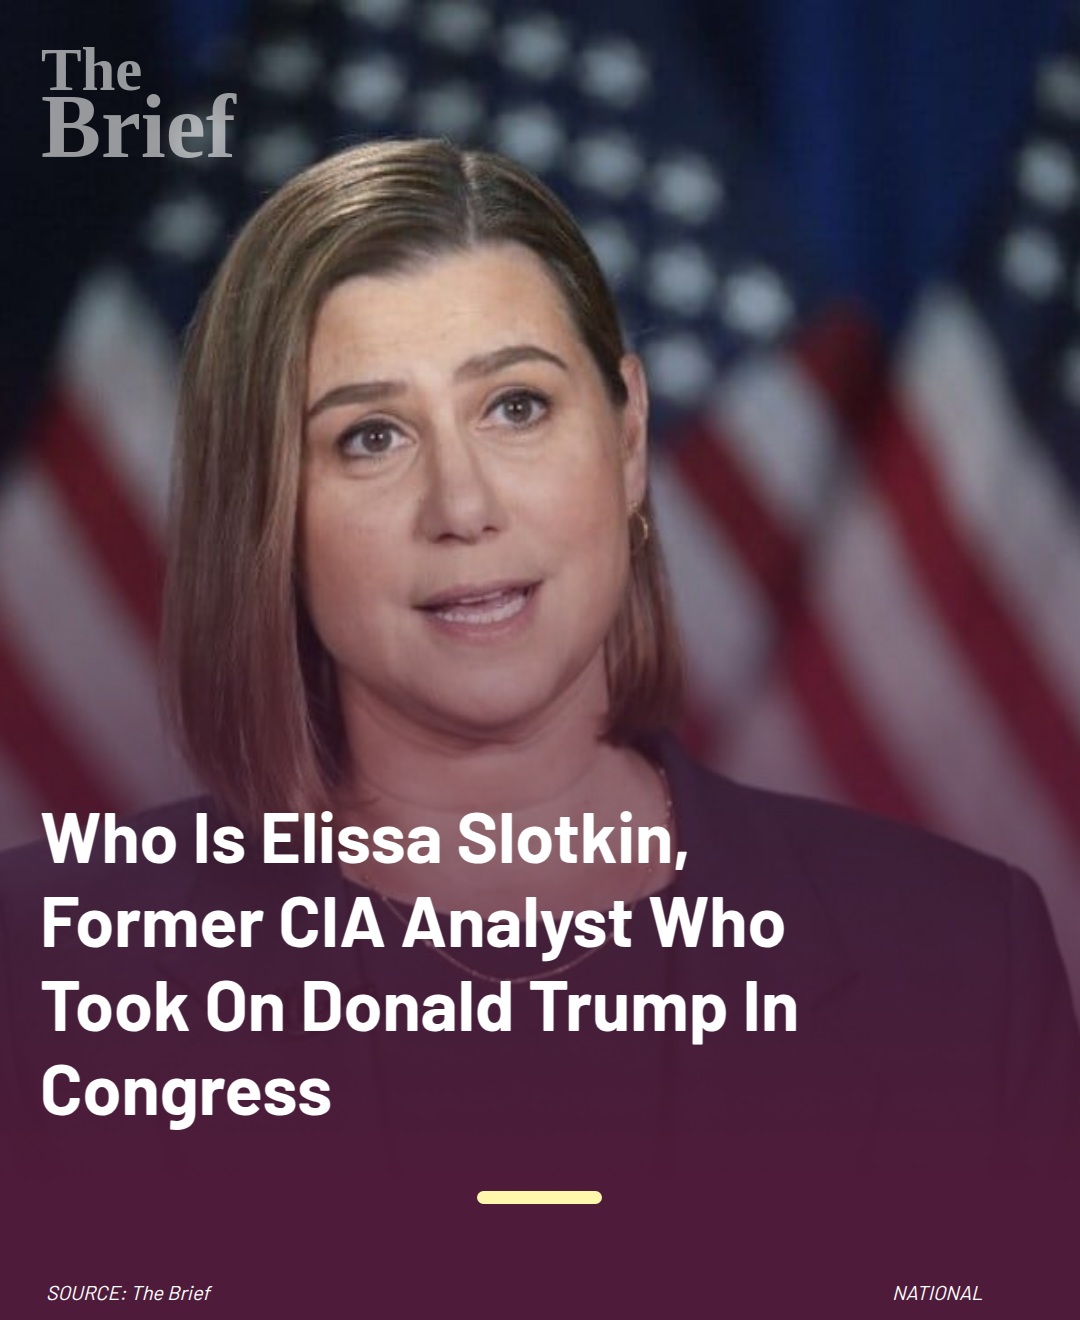 The
Brief
Who Is Elissa Slotkin,
Former CIA Analyst Who
Took On Donald Trump In
Congress
SOURCE: The Brief
NATIONAL